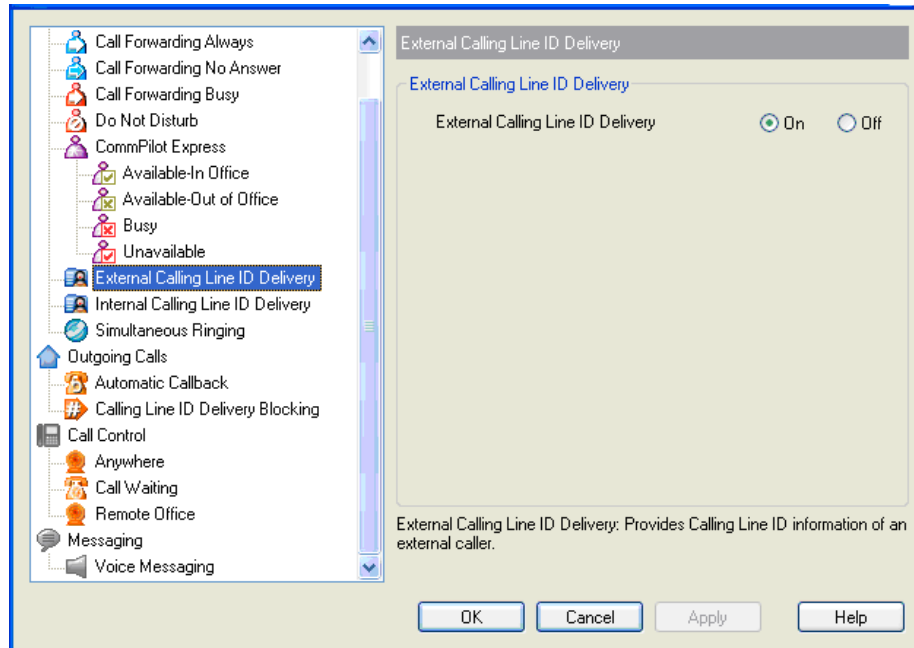 Call Forwarding Always
Call Forwarding No Answer
Call Forwarding Busy
Do Not Disturb
CommPilot Express
Available-In Office
Available-Out of Office
Busy
Unavailable
External Calling Line ID Delivery
Internal Calling Line ID Delivery
Simultaneous Ringing
Outgoing Calls
Automatic Callback
Calling Line ID Delivery Blocking
Call Control
Anywhere
Call Waiting
Remote Office
Messaging
Voice Messaging
External Calling Line ID Delivery
External Calling Line ID Delivery
External Calling Line ID Delivery On Off
External Calling Line ID Delivery: Provides Calling Line ID information of an
external caller.
OK Cancel Apply Help